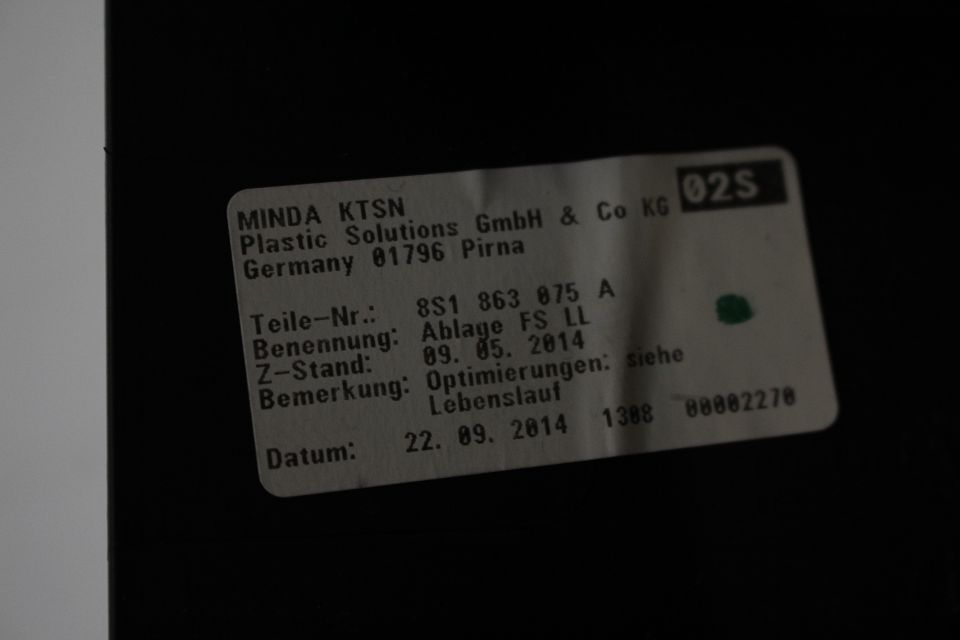 02S
MINDA KTSN
Plastic Solutions GmbH & Co KG
Germany 01796 Pirna
Teile-Nr.: 8S1 863 075 A
Benennung: Ablage FS LL
Z-Stand: 09. 05. 2014
Bemerkung: Optimierungen: siehe
Lebenslauf
Datum: 22. 09. 2014 1308 00002270